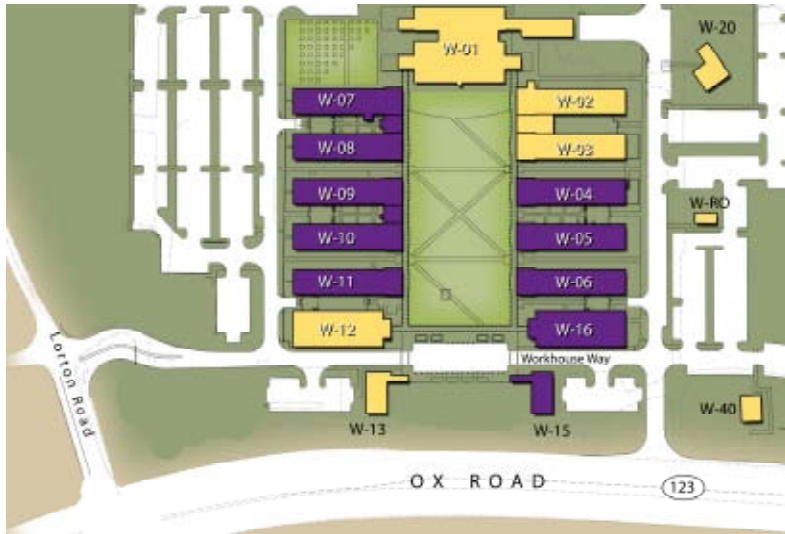 W-01
W-20
W-07
W-02
W-08
W-03
W-09
W-04
W-RO
W-10
W-05
W-11
W-06
W-12
W-16
Workhouse Way
Lorton Road
W-13
W-15
W-40
OX ROAD
123